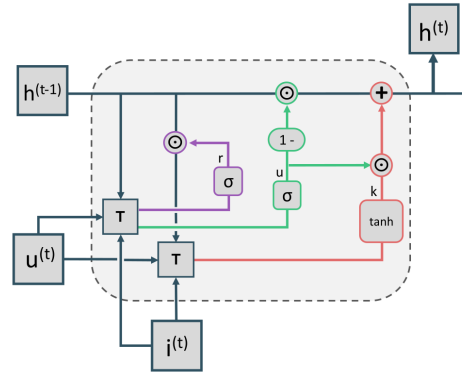 h(t)
h(t-1)
1 -
r
σ
u
σ
k
tanh
T
u(t)
T
i(t)